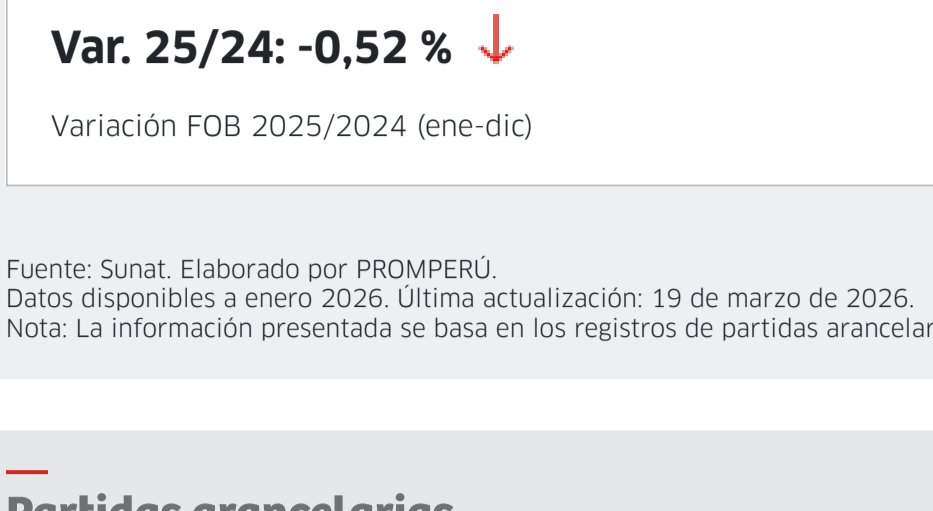 Var. 25/24: -0,52 %
Variación FOB 2025/2024 (ene-dic)
Fuente: Sunat. Elaborado por PROMPERÚ.
Datos disponibles a enero 2026. Última actualización: 19 de marzo de 2026.
Nota: La información presentada se basa en los registros de partidas arancelar
Partidas arancelarias